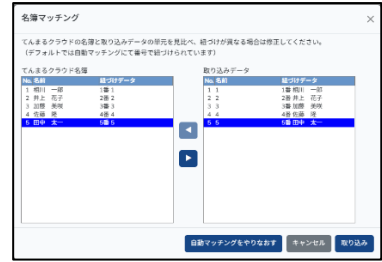 名簿マッチング
×
てんまるクラウドの名簿と取り込みデータの単元を見比べ、紐づけが異なる場合は修正してください。
(デフォルトでは自動マッチングにて番号で紐づけられています)
てんまるクラウド名簿
No. 名前 紐づけデータ
1 相川 一郎 1番 1
2 井上 花子 2番 2
3 加藤 美咲 3番 3
4 佐藤 隆 4番 4
5 田中 太一 5番 5
取り込みデータ
No. 名前 紐づけデータ
1 1 1番 相川 一郎
2 2 2番 井上 花子
3 3 3番 加藤 美咲
4 4 4番 佐藤 隆
5 5 5番 田中 太一
自動マッチングをやりなおす
キャンセル
取り込み